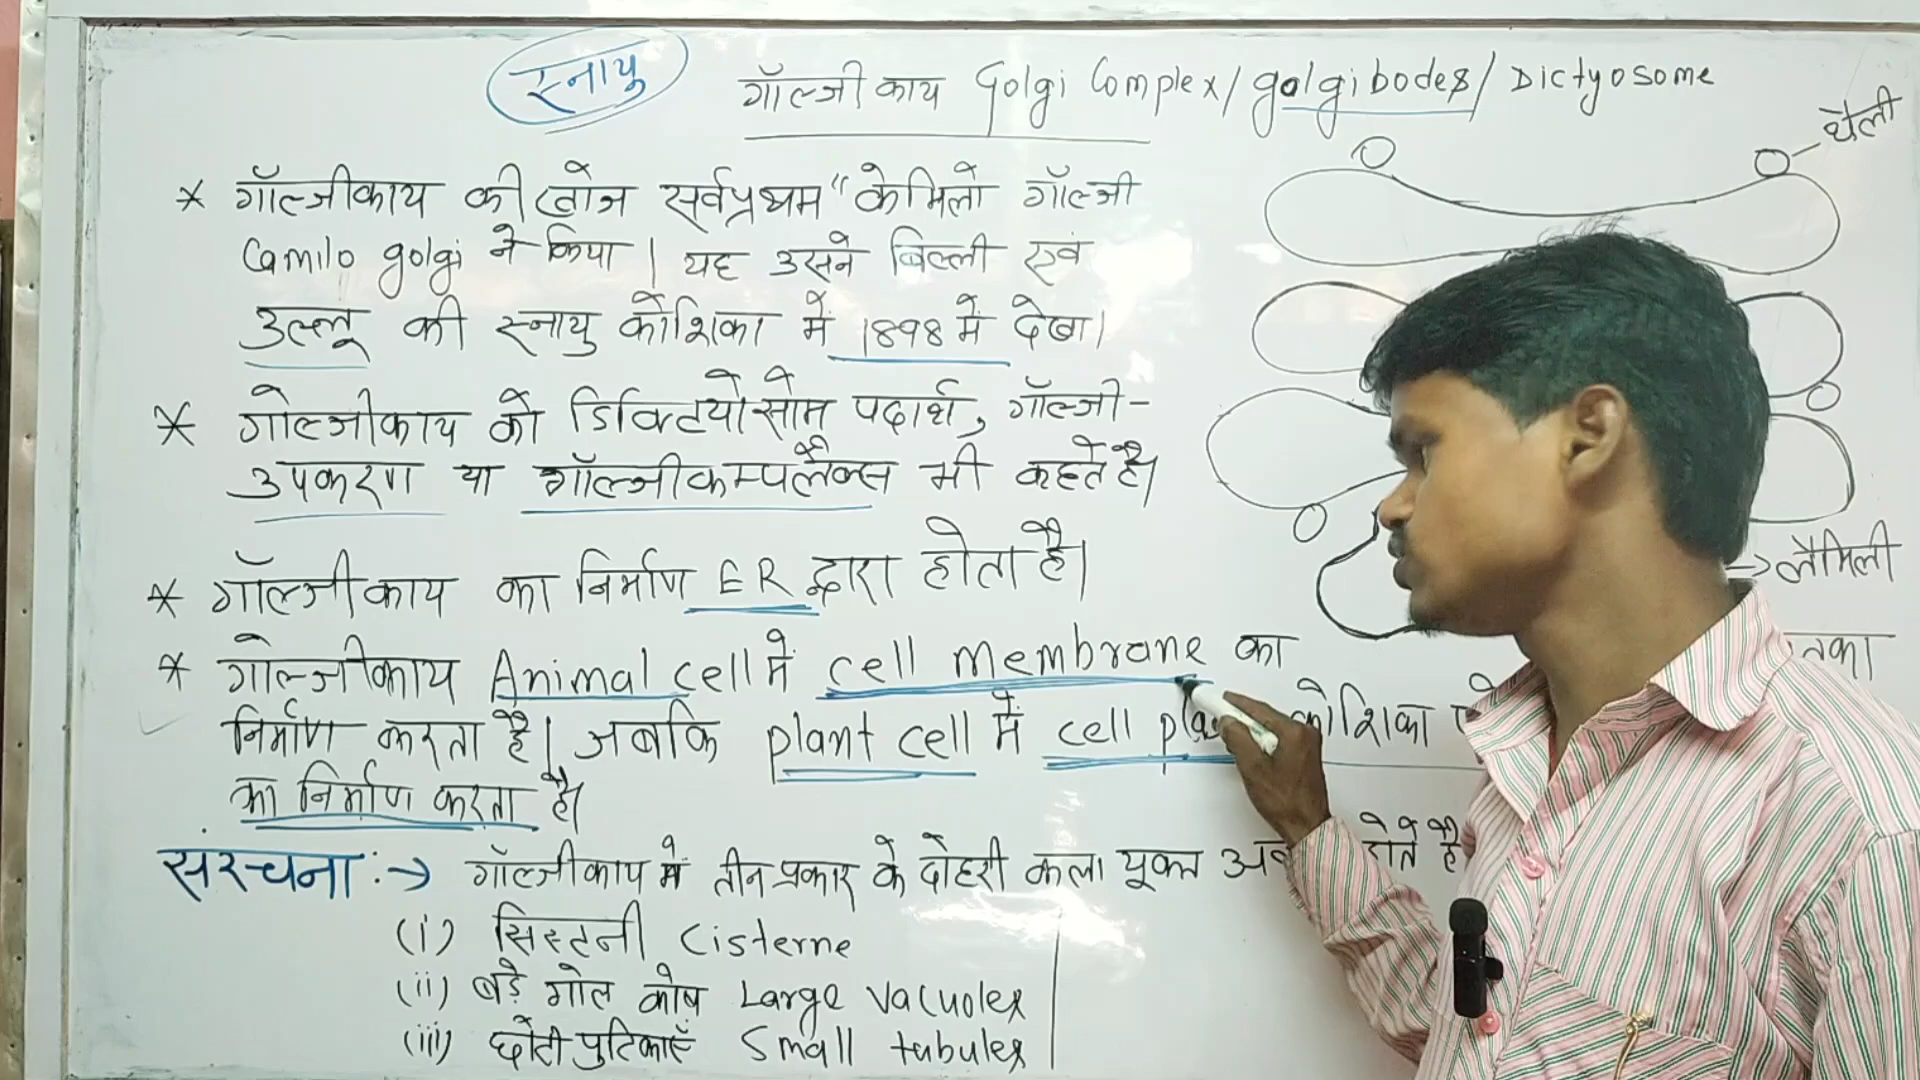 स्नायु
गॉल्जीकाय Golgi Complex/golgibodes/Dictyosome
थैली
* गॉल्जीकाय की खोज सर्वप्रथम "केमिलो गॉल्जी
Camilo golgi ने किया। यह उसने बिल्ली एवं
उल्लू की स्नायु कोशिका में 1898 में देखा।
* गोल्जीकाय को डिक्टियोसोम पदार्थ, गॉल्जी-
उपकरण या गॉल्जीकम्पलैक्स भी कहते है।
लैमिली
* गॉल्जीकाय का निर्माण ER द्वारा होता है।
* गोल्जीकाय Animal cell में cell membrane का
निर्माण करता है। जबकि plant cell में cell कोशिका
का निर्माण करता है।
संरचना :→ गॉल्जीकाय में तीन प्रकार के दोहरी कला युक्त होते है
(i) सिस्टनी Cisterne
(ii) बड़े गोल कोष Large Vacuoles
(iii) छोटी पुटिकाएँ Small tubules